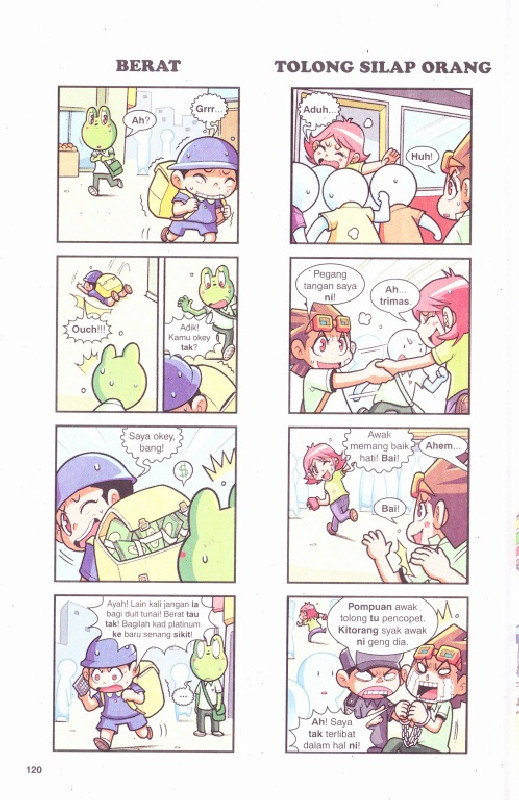 BERAT
Ah?
Grrr...
Ouch!!!
Adik!
Kamu okey
tak?
Saya okey,
bang!
$
Ayah! Lain kali jangan la
bagi duit tunai! Berat tau
tak! Bagilah kad platinum
ke baru senang sikit!
...
TOLONG SILAP ORANG
Aduh...
Huh!
Pegang
tangan saya
ni!
Ah...
trimas.
Awak
memang baik
hati! Bai!
Ahem...
Baii!
Pompuan awak
tolong tu pencopet.
Kiitorang syak awak
ni geng dia.
Ah! Saya
tak terlibat
dalam hal ni!
120